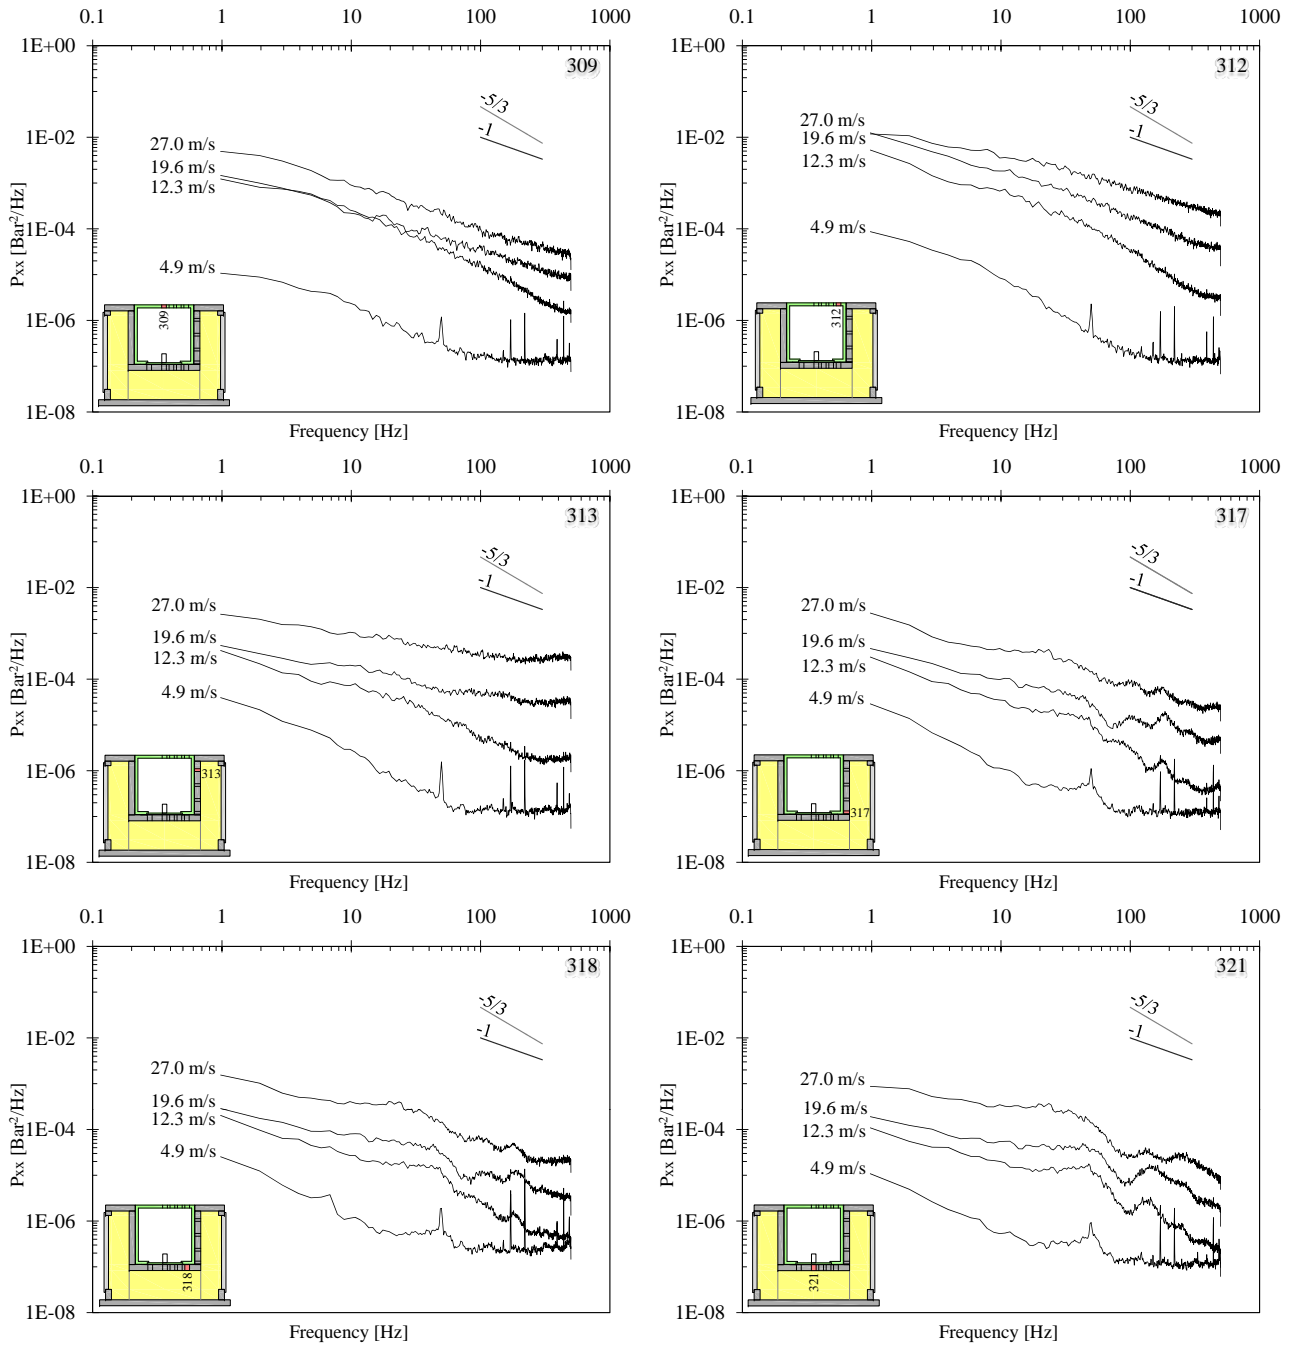 0.1 1 10 100 1000
0.1 1 10 100 1000
1E+00
1E-02
1E-04
1E-06
1E-08
Pxx [Bar²/Hz]
309
-5/3
-1
27.0 m/s
19.6 m/s
12.3 m/s
4.9 m/s
309
Frequency [Hz]
1E+00
1E-02
1E-04
1E-06
1E-08
Pxx [Bar²/Hz]
312
-5/3
-1
27.0 m/s
19.6 m/s
12.3 m/s
4.9 m/s
312
Frequency [Hz]
0.1 1 10 100 1000
0.1 1 10 100 1000
1E+00
1E-02
1E-04
1E-06
1E-08
Pxx [Bar²/Hz]
313
-5/3
-1
27.0 m/s
19.6 m/s
12.3 m/s
4.9 m/s
313
Frequency [Hz]
1E+00
1E-02
1E-04
1E-06
1E-08
Pxx [Bar²/Hz]
317
-5/3
-1
27.0 m/s
19.6 m/s
12.3 m/s
4.9 m/s
317
Frequency [Hz]
0.1 1 10 100 1000
0.1 1 10 100 1000
1E+00
1E-02
1E-04
1E-06
1E-08
Pxx [Bar²/Hz]
318
-5/3
-1
27.0 m/s
19.6 m/s
12.3 m/s
4.9 m/s
318
Frequency [Hz]
1E+00
1E-02
1E-04
1E-06
1E-08
Pxx [Bar²/Hz]
321
-5/3
-1
27.0 m/s
19.6 m/s
12.3 m/s
4.9 m/s
321
Frequency [Hz]